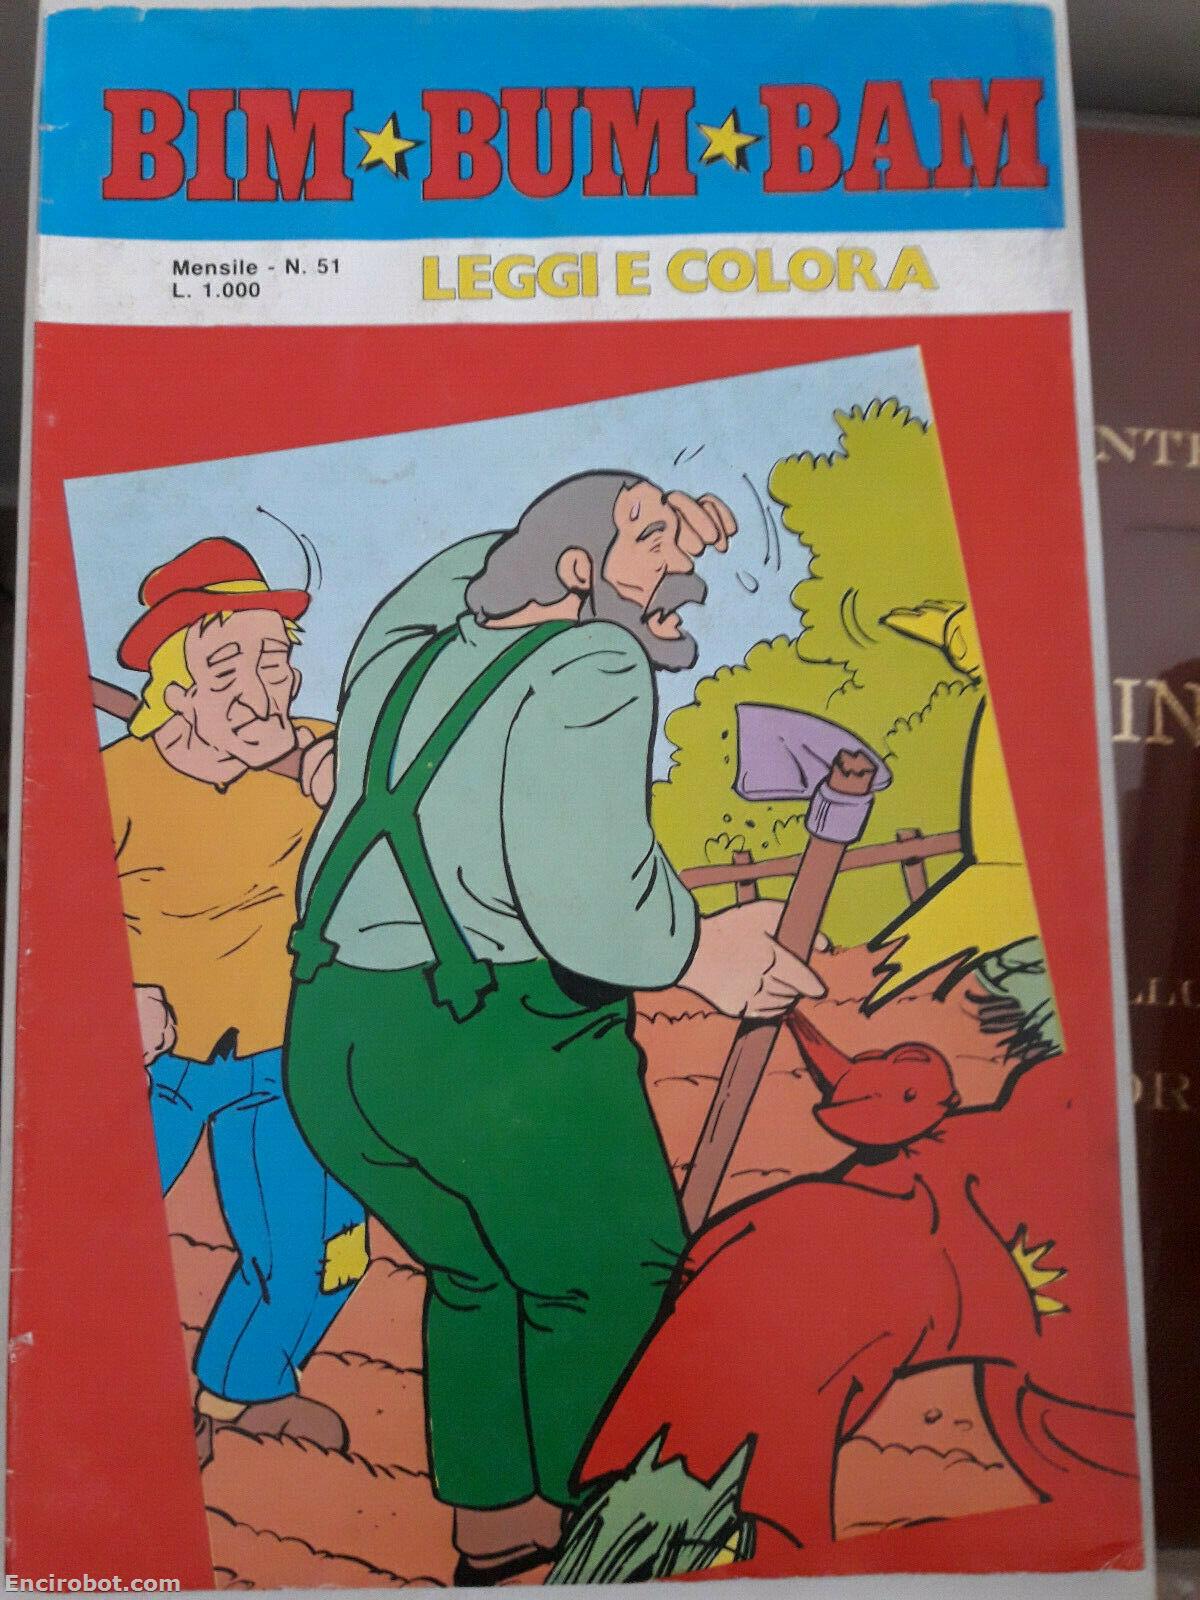 BIM★BUM★BAM
Mensile - N. 51
L. 1.000
LEGGI E COLORA
Encirobot.com